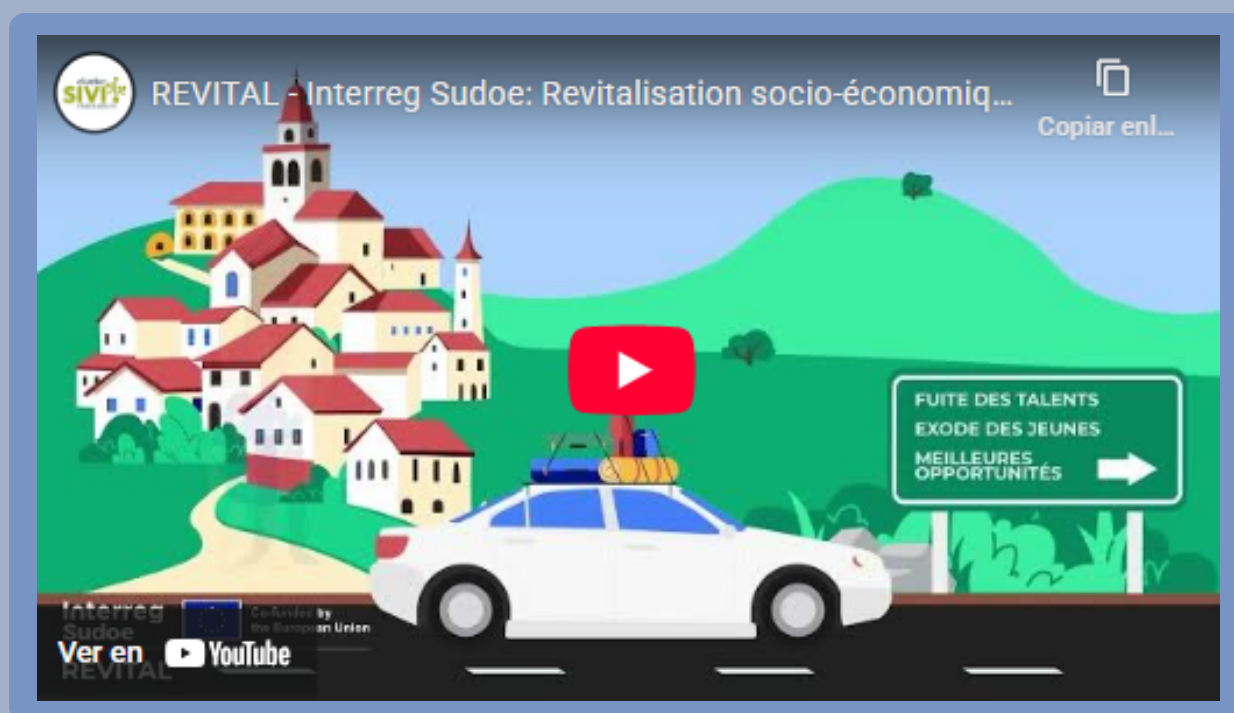 SIVI
REVITAL - Interreg Sudoe: Revitalisation socio-économiq...
Copiar enl...
FUITE DES TALENTS
EXODE DES JEUNES
MEILLEURES
OPPORTUNITÉS
Interreg
Sudoe
REVITAL
Co-funded by
the European Union
Ver en YouTube